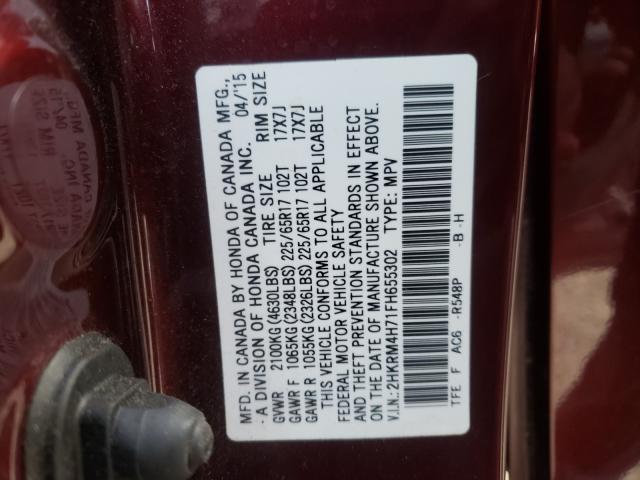 MFD. IN CANADA BY HONDA OF CANADA MFG.,
A DIVISION OF HONDA CANADA INC. 04/'15
GVWR 2100KG(4630LBS) TIRE SIZE RIM SIZE
GAWR F 1065KG(2348LBS) 225/65R17 102T 17X7J
GAWR R 1055KG(2326LBS) 225/65R17 102T 17X7J
THIS VEHICLE CONFORMS TO ALL APPLICABLE
FEDERAL MOTOR VEHICLE SAFETY
AND THEFT PREVENTION STANDARDS IN EFFECT
ON THE DATE OF MANUFACTURE SHOWN ABOVE.
V.I.N.: 2HKRM4H71FH655302 TYPE: MPV
TFE F AC6 -R548P -B-H